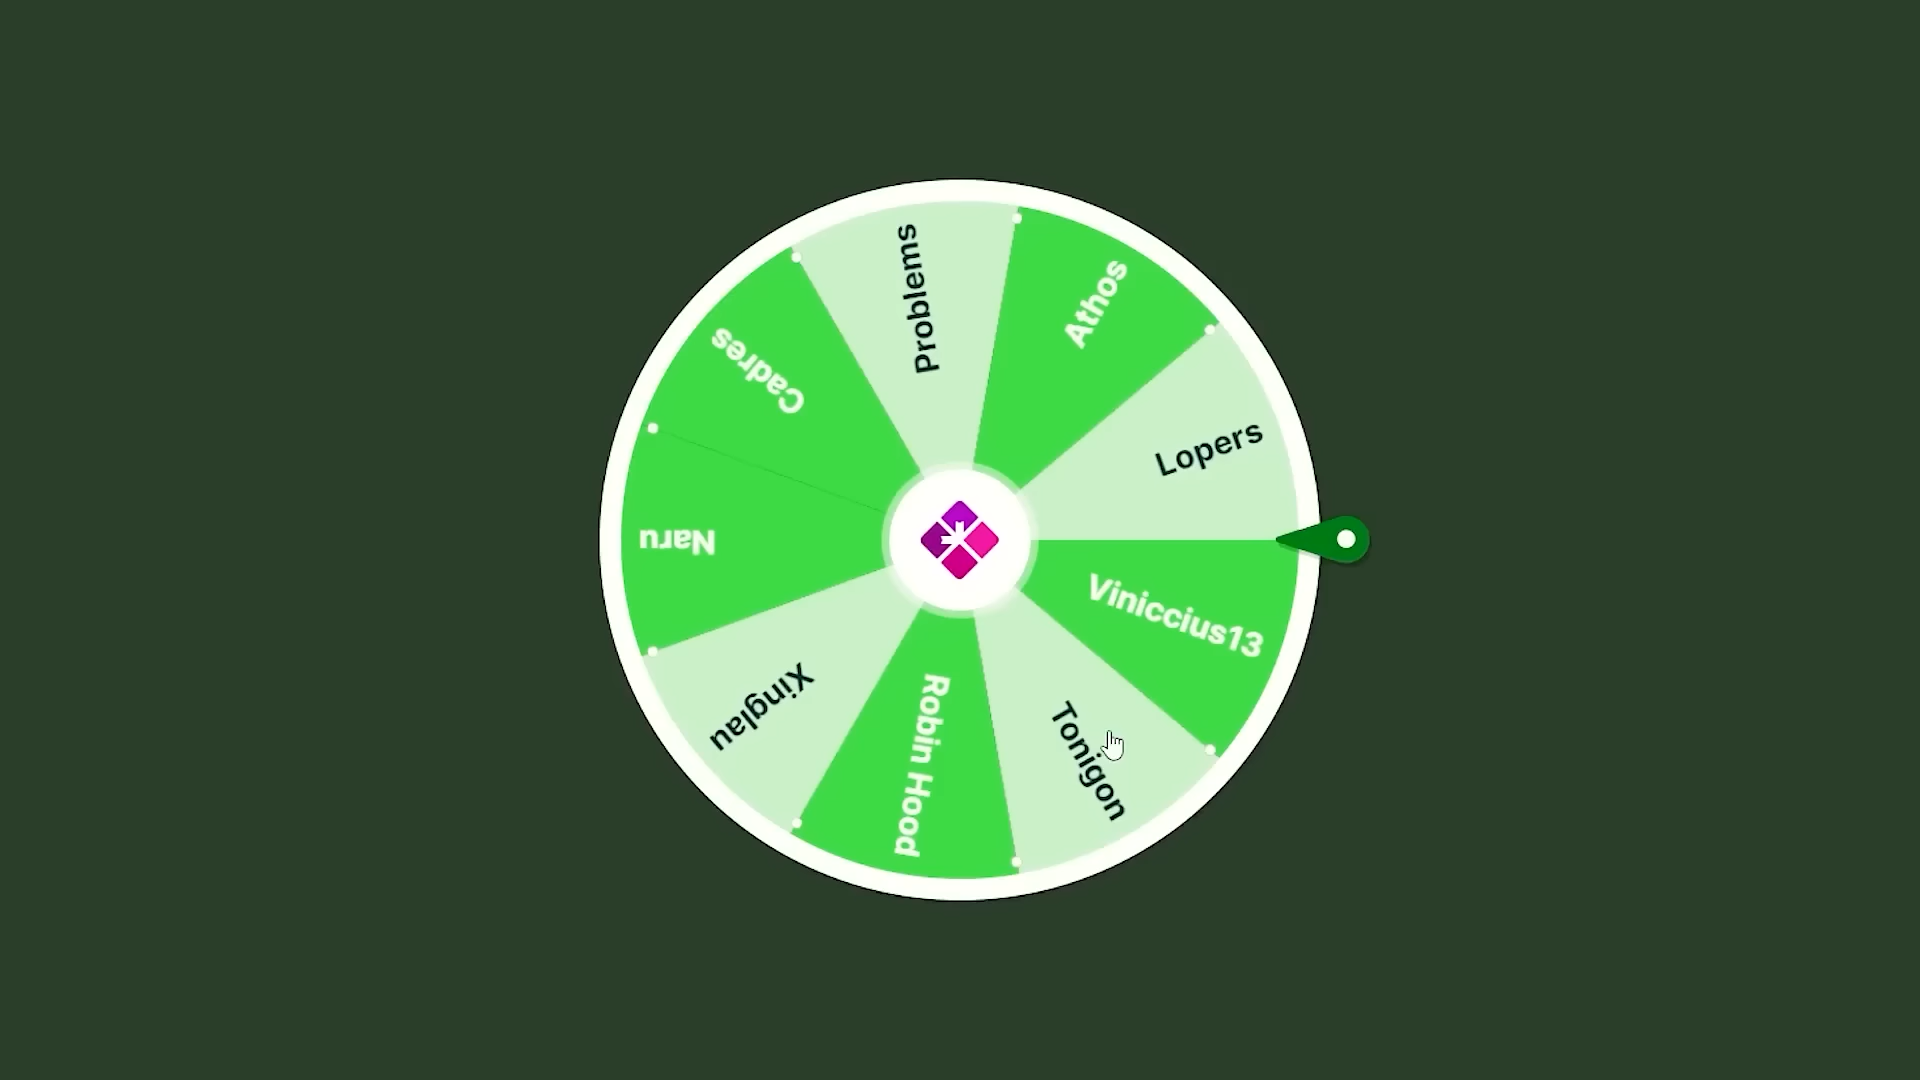 Problems
Athos
Lopers
Viniccius13
Tonigon
Robin Hood
Xinglau
Naru
Cadres